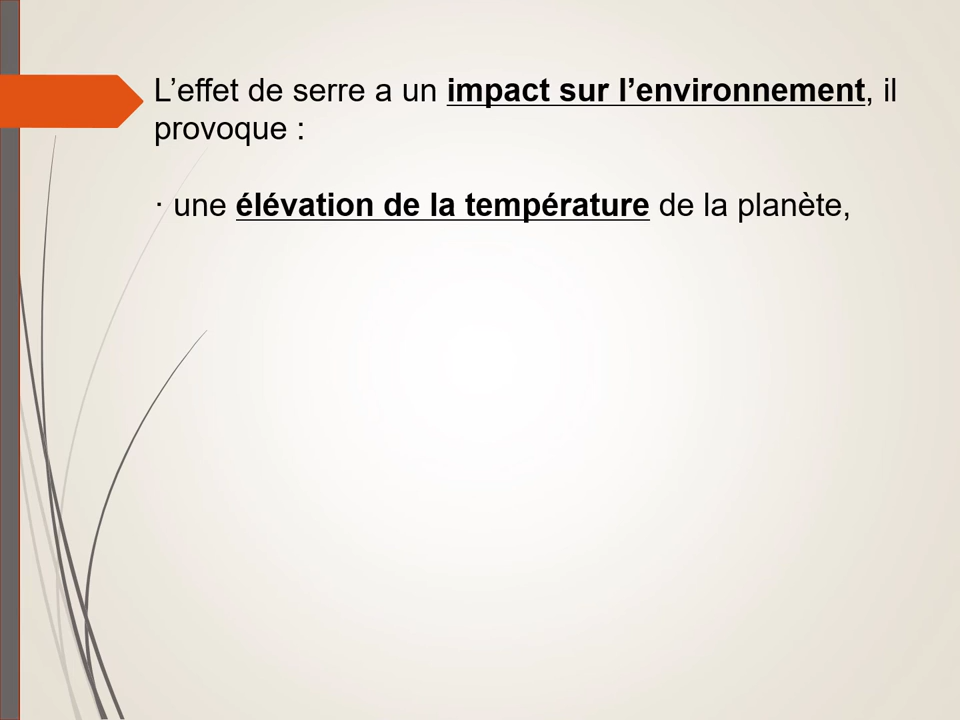 L’effet de serre a un impact sur l’environnement, il
provoque :
· une élévation de la température de la planète,